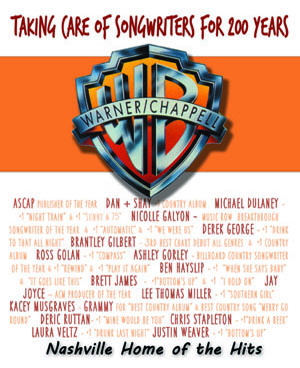 TAKING CARE OF SONGWRITERS FOR 200 YEARS
WB
WARNER/CHAPPELL
ASCAP PUBLISHER OF THE YEAR DAN + SHAY #1 COUNTRY ALBUM MICHAEL DULANEY -
#1 "NIGHT TRAIN" & #1 "SUNNY & 75" NICOLLE GALYON - MUSIC ROW BREAKTHROUGH
SONGWRITER OF THE YEAR & #1 "AUTOMATIC" & #1 "WE WERE US" DEREK GEORGE - #1 "DRINK
TO THAT ALL NIGHT" BRANTLEY GILBERT - 3RD BEST CHART DEBUT ALL GENRES & #1 COUNTRY
ALBUM ROSS GOLAN - #1 "COMPASS" ASHLEY GORLEY - BILLBOARD COUNTRY SONGWRITER
OF THE YEAR & #1 "REWIND" & #1 "PLAY IT AGAIN" BEN HAYSLIP - #1 "WHEN SHE SAYS BABY"
& "IT GOES LIKE THIS" BRETT JAMES - #1 "BOTTOM'S UP" & #1 "I HOLD ON" JAY
JOYCE - ACM PRODUCER OF THE YEAR LEE THOMAS MILLER - #1 "SOUTHERN GIRL"
KACEY MUSGRAVES - GRAMMY FOR "BEST COUNTRY ALBUM" & BEST COUNTRY SONG "MERRY GO
ROUND" DERIC RUTTAN - #1 "MINE WOULD BE YOU" CHRIS STAPLETON - #1 "DRINK A BEER"
LAURA VELTZ - #1 "DRUNK LAST NIGHT" JUSTIN WEAVER - #1 "BOTTOM'S UP"
Nashville Home of the Hits